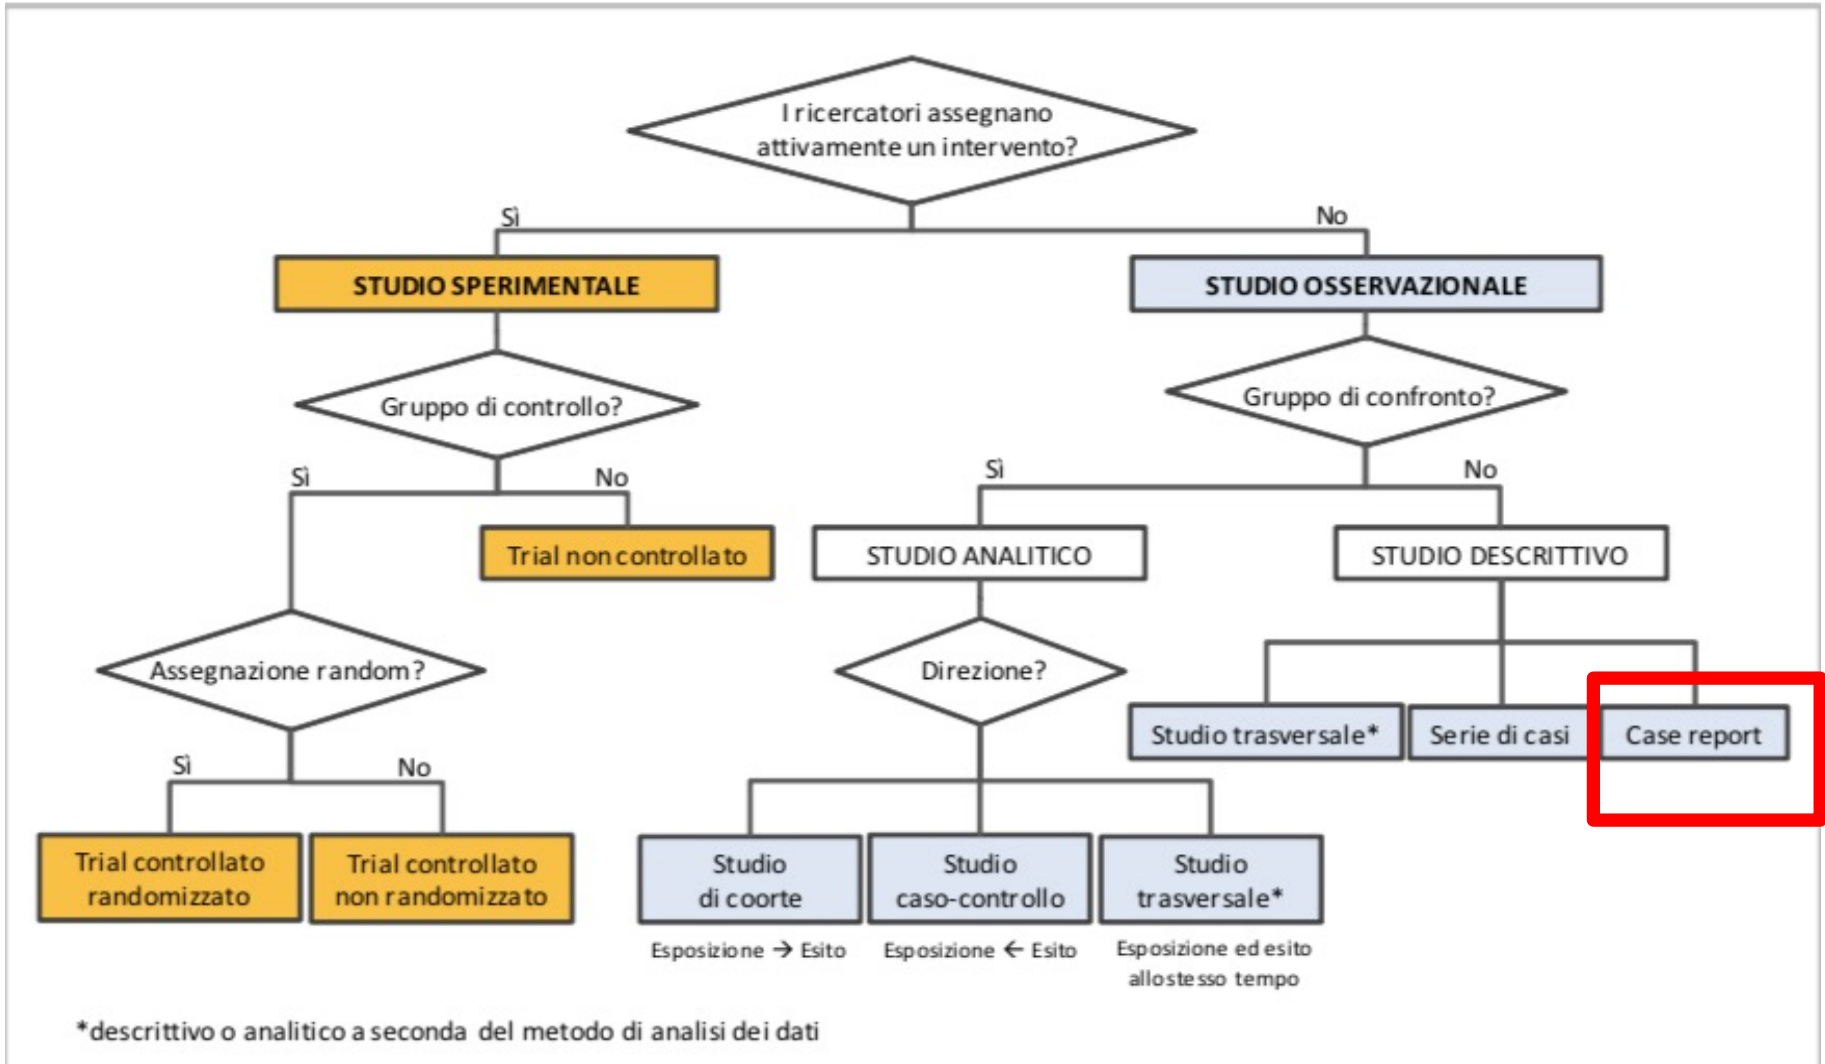 I ricercatori assegnano
attivamente un intervento?
Sì
No
STUDIO SPERIMENTALE
STUDIO OSSERVAZIONALE
Gruppo di controllo?
Gruppo di confronto?
Sì
No
Sì
No
Trial non controllato
STUDIO ANALITICO
STUDIO DESCRITTIVO
Assegnazione random?
Direzione?
Studio trasversale*
Serie di casi
Case report
Sì
No
Trial controllato
randomizzato
Trial controllato
non randomizzato
Studio
di coorte
Studio
caso-controllo
Studio
trasversale*
Esposizione → Esito
Esposizione ← Esito
Esposizione ed esito
allo stesso tempo
*descrittivo o analitico a seconda del metodo di analisi dei dati